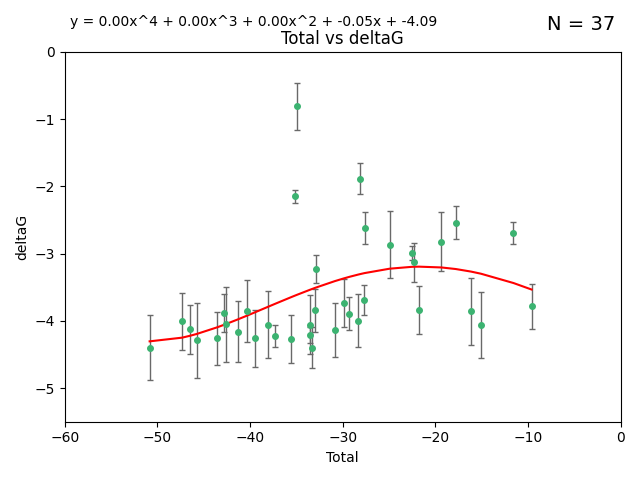 y = 0.00x^4 + 0.00x^3 + 0.00x^2 + -0.05x + -4.09
N = 37
Total vs deltaG
0
−1
−2
−3
−4
−5
deltaG
−60 −50 −40 −30 −20 −10 0
Total